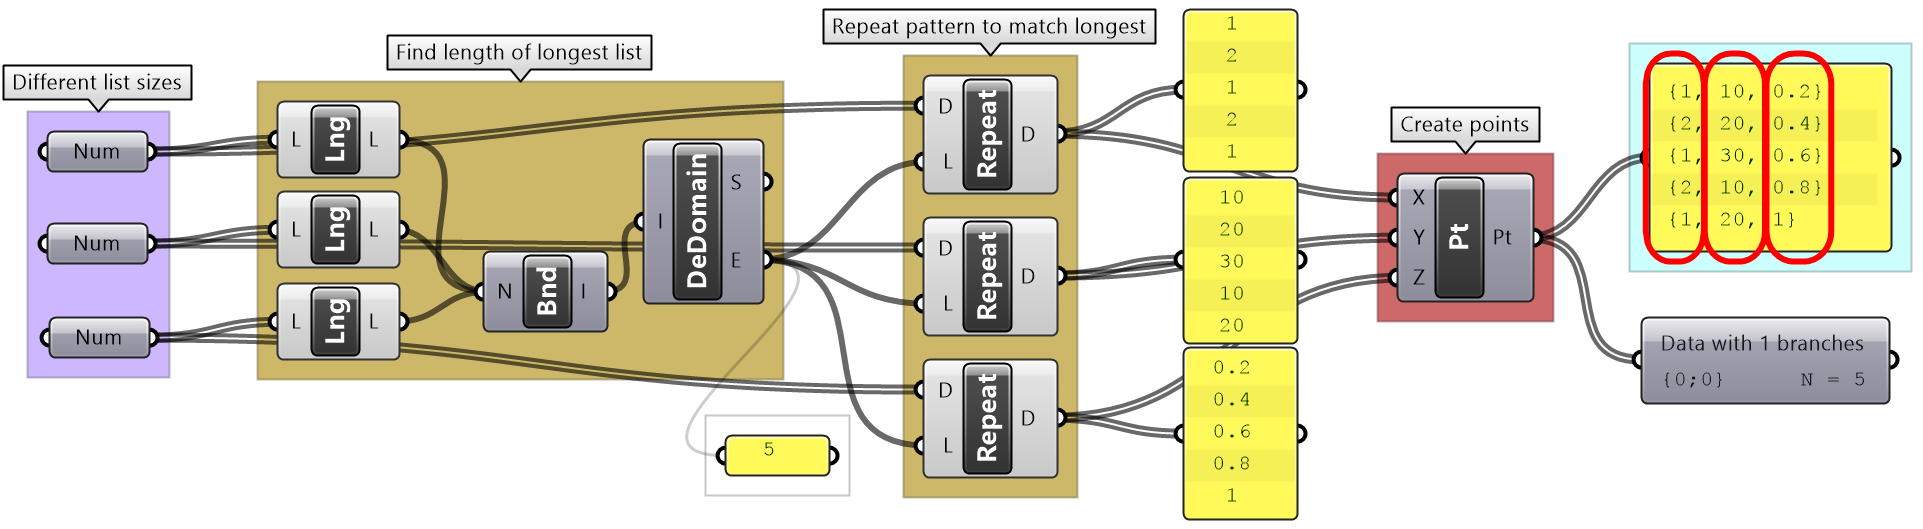 Different list sizes
Num
Num
Num
Find length of longest list
L Lng L
L Lng L
L Lng L
N Bnd I
I DeDomain S E
5
Repeat pattern to match longest
D L Repeat D
D L Repeat D
D L Repeat D
1
2
1
2
1
10
20
30
10
20
0.2
0.4
0.6
0.8
1
Create points
X Y Z Pt Pt
{1, 10, 0.2}
{2, 20, 0.4}
{1, 30, 0.6}
{2, 10, 0.8}
{1, 20, 1}
Data with 1 branches
{0;0} N = 5